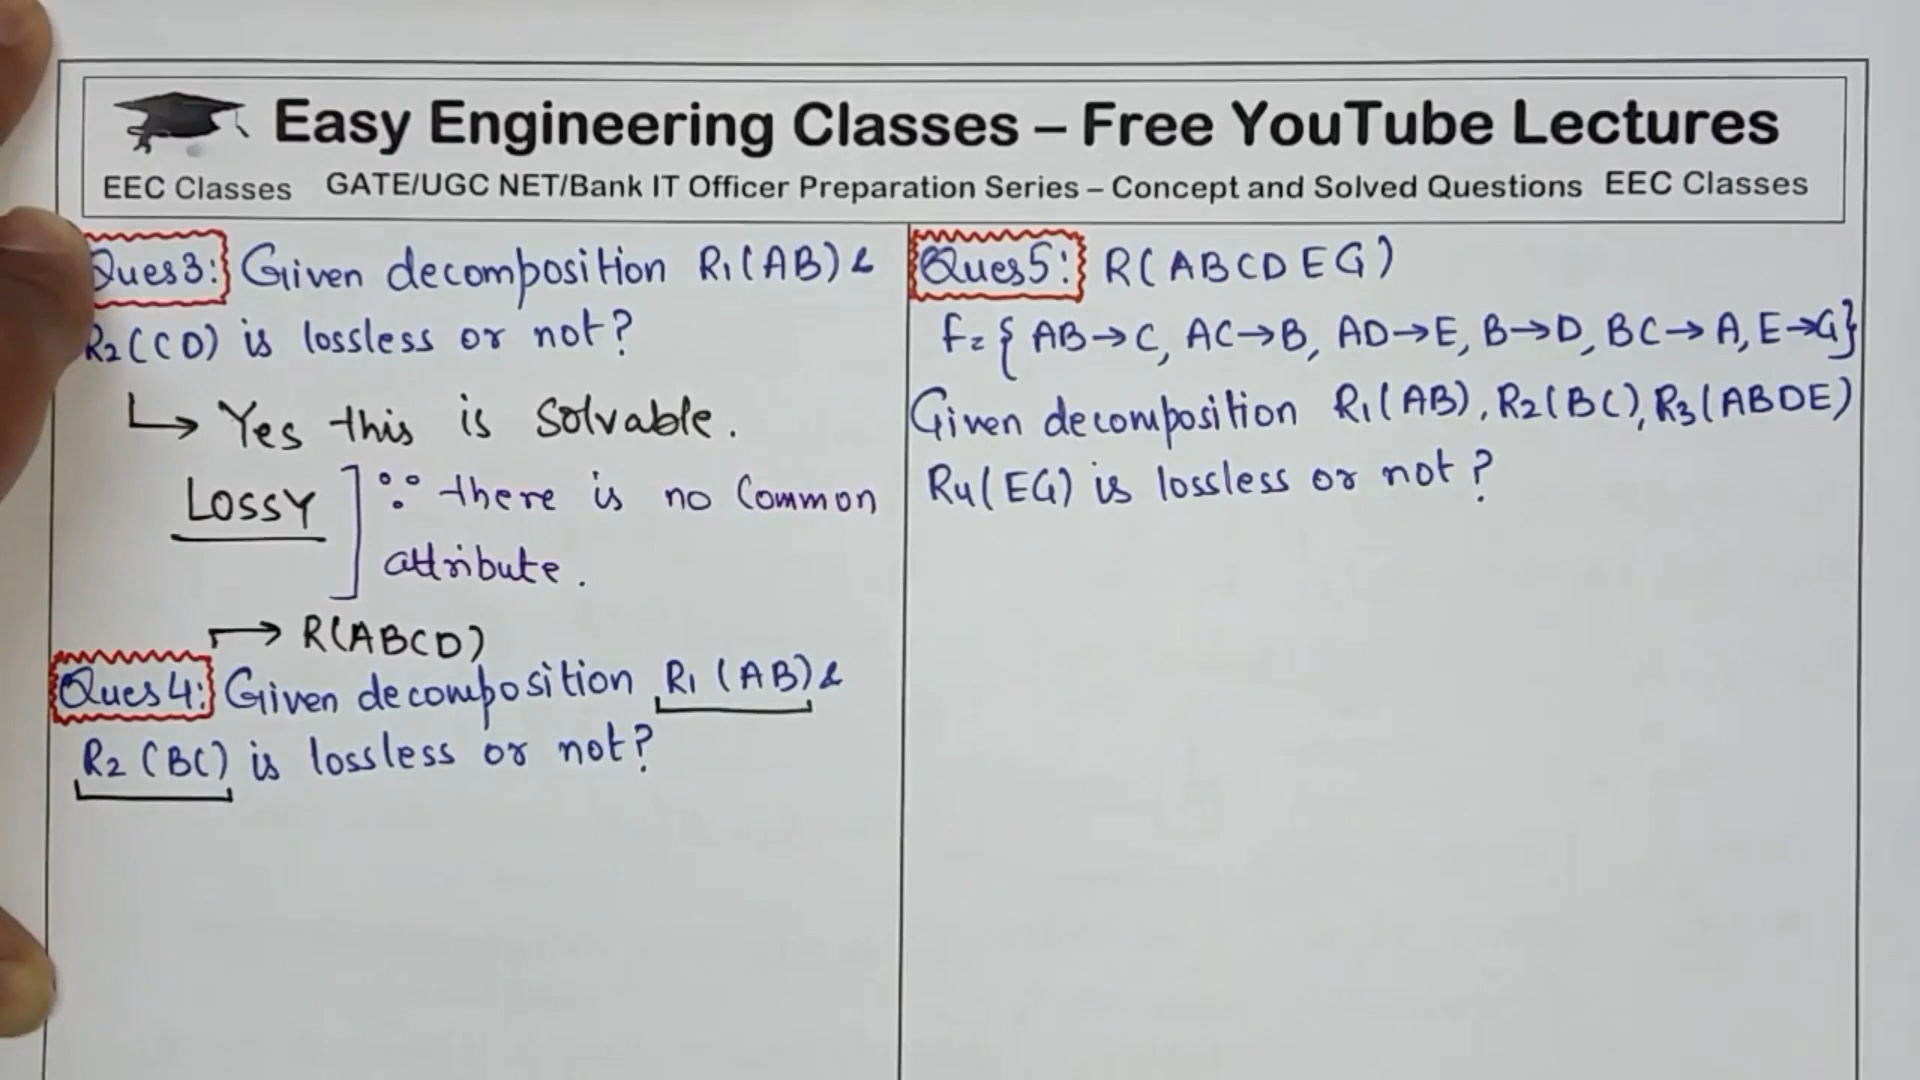 Easy Engineering Classes – Free YouTube Lectures
EEC Classes GATE/UGC NET/Bank IT Officer Preparation Series – Concept and Solved Questions EEC Classes
Ques3: Given decomposition R1(AB) &
R2(CD) is lossless or not?
↳ Yes this is Solvable.
LOSSY ] ∵ there is no Common
attribute.
→ R(ABCD)
Ques4: Given decomposition R1(AB) &
R2(BC) is lossless or not?
Ques5: R(ABCDEG)
F={ AB→C, AC→B, AD→E, B→D, BC→A, E→G}
Given decomposition R1(AB), R2(BC), R3(ABDE)
R4(EG) is lossless or not?